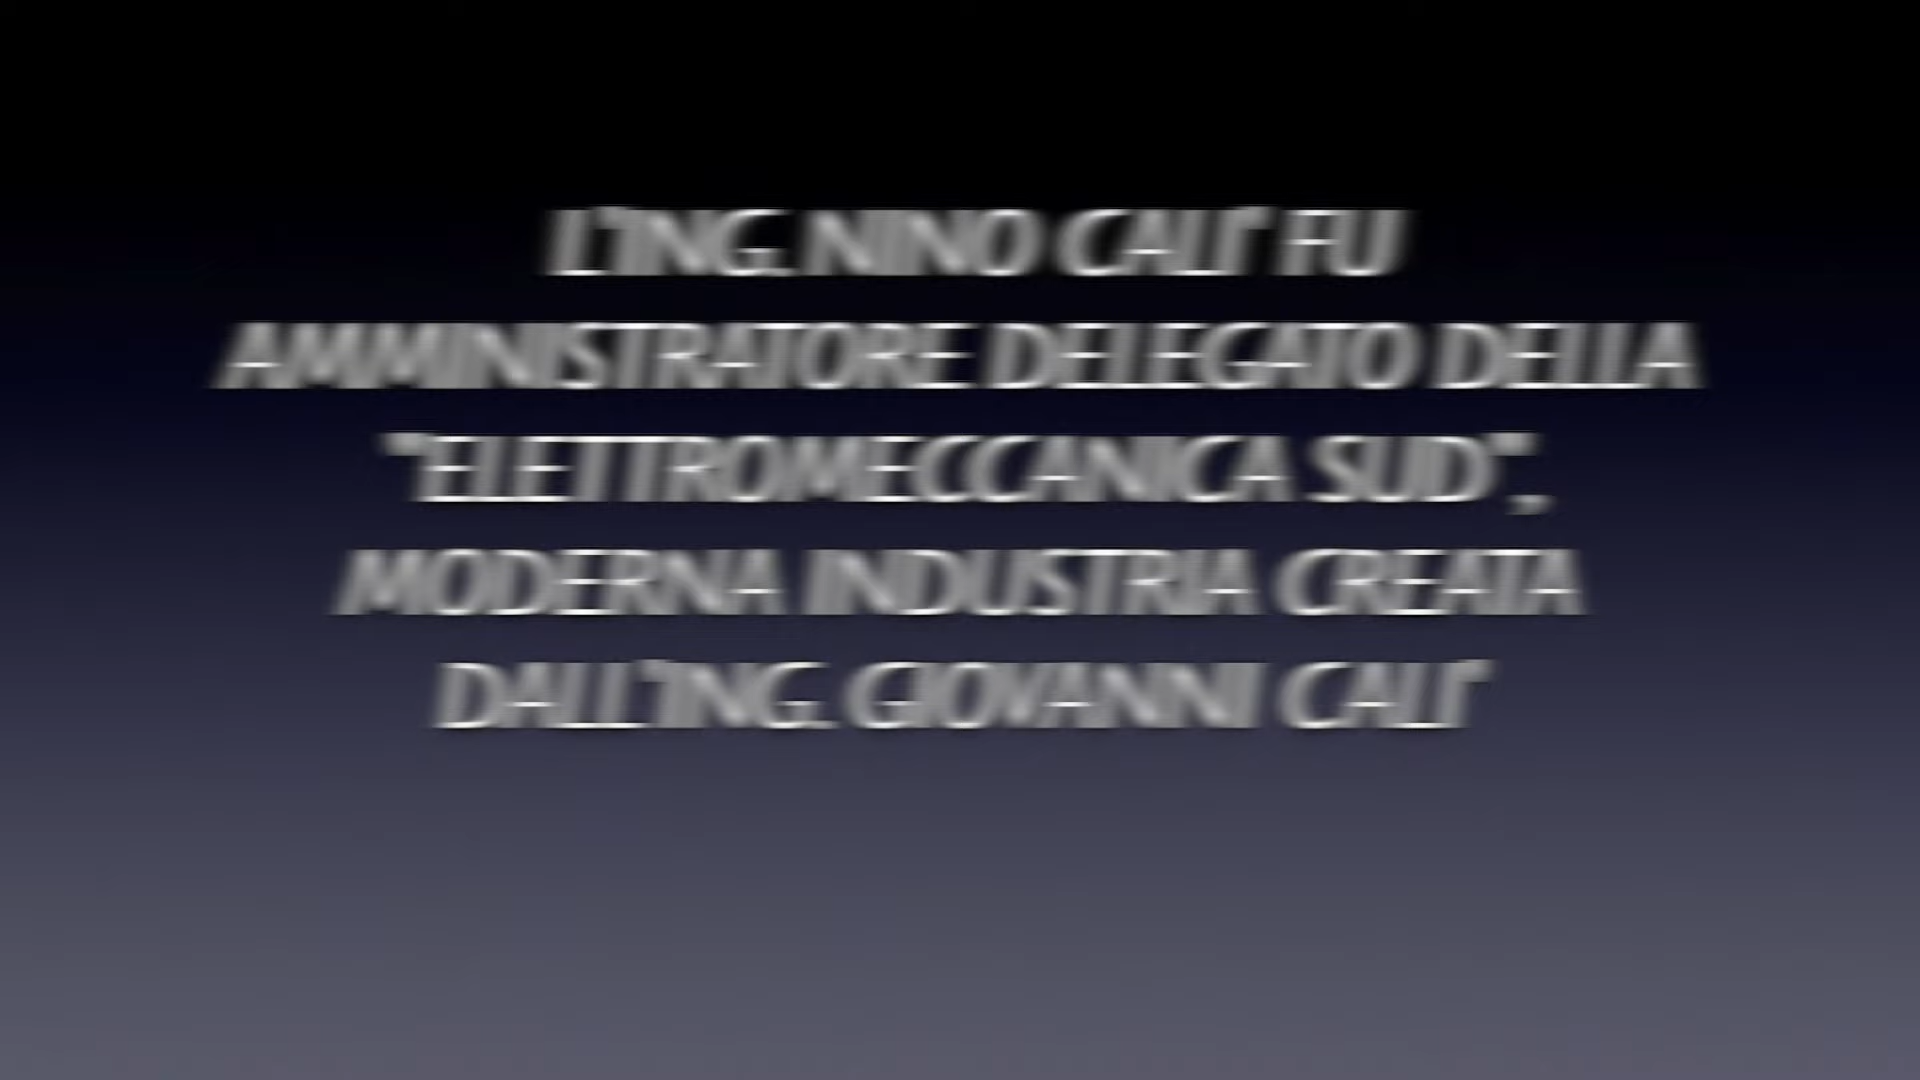 L'ING. NINO CALI' FU
AMMINISTRATORE DELEGATO DELLA
"ELETTROMECCANICA SUD",
MODERNA INDUSTRIA CREATA
DALL'ING. GIOVANNI CALI'